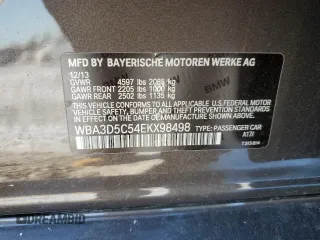 MFD BY BAYERISCHE MOTOREN WERKE AG
12/13
GVWR 4597 lbs 2085 kg
GAWR FRONT 2205 lbs 1000 kg
GAWR REAR 2502 lbs 1135 kg
THIS VEHICLE CONFORMS TO ALL APPLICABLE U.S. FEDERAL MOTOR
VEHICLE SAFETY, BUMPER AND THEFT PREVENTION STANDARDS IN
EFFECT ON THE DATE OF MANUFACTURE SHOWN ABOVE
WBA3D5C54EKX98498 TYPE: PASSENGER CAR
A131
BMW
DREAMBID